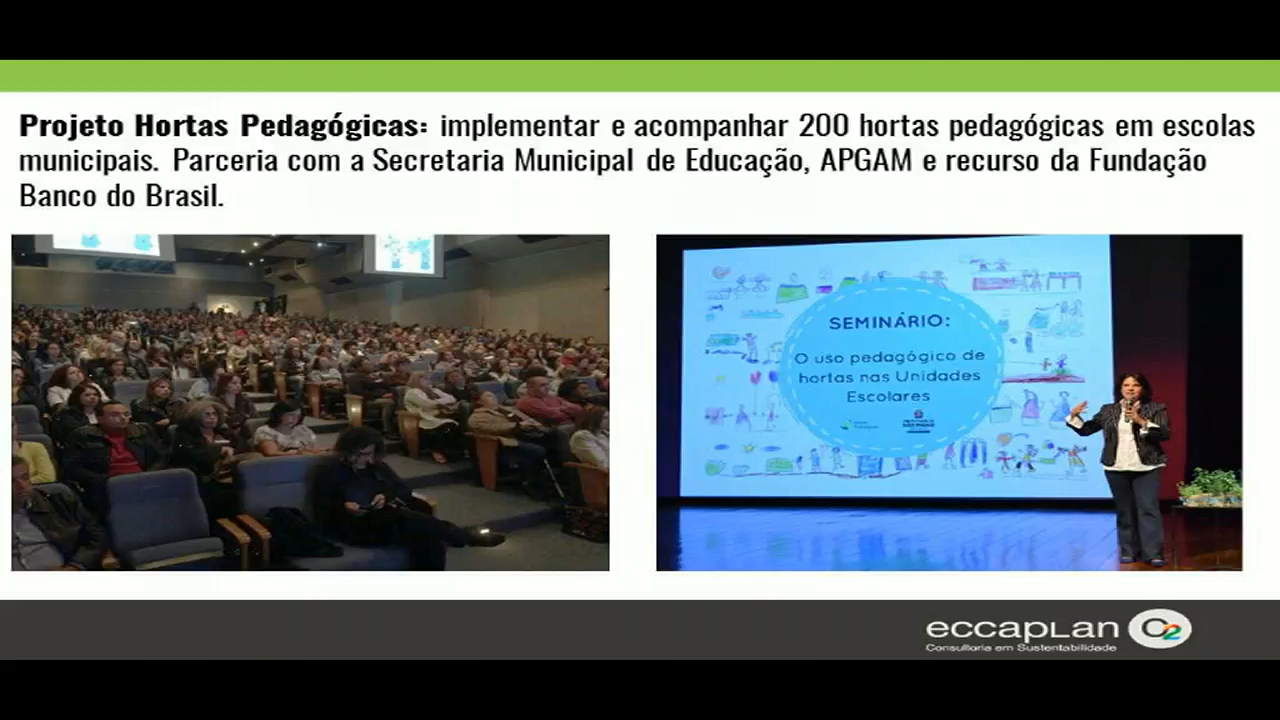 Projeto Hortas Pedagógicas: implementar e acompanhar 200 hortas pedagógicas em escolas
municipais. Parceria com a Secretaria Municipal de Educação, APGAM e recurso da Fundação
Banco do Brasil.
SEMINÁRIO:
O uso pedagógico de
hortas nas Unidades
Escolares
eccaplan CO2
Consultoria em Sustentabilidade